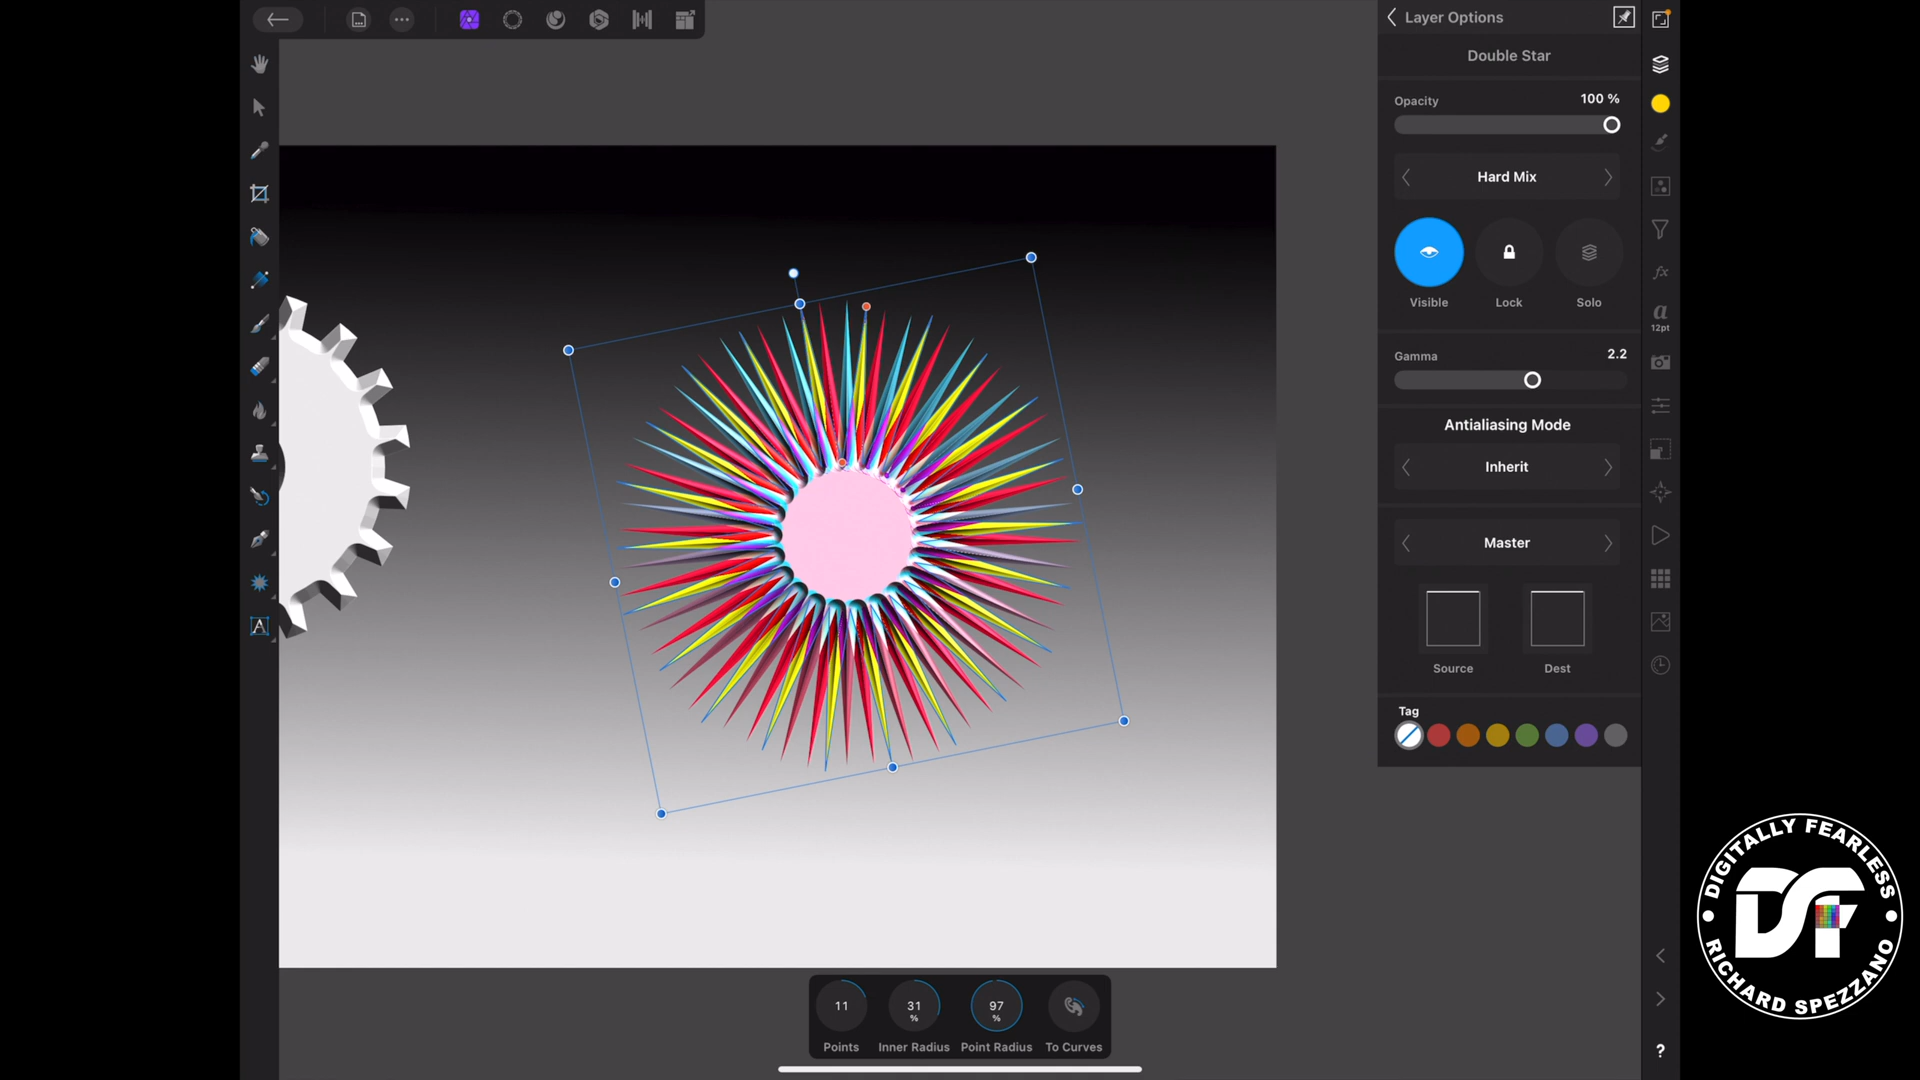 Layer Options
Double Star
Opacity
100 %
Hard Mix
Visible
Lock
Solo
Gamma
2.2
Antialiasing Mode
Inherit
Master
Source
Dest
Tag
a
12pt
fx
A
11
31
%
97
%
Points
Inner Radius
Point Radius
To Curves
?
DIGITALLY FEARLESS
DF
RICHARD SPEZZANO